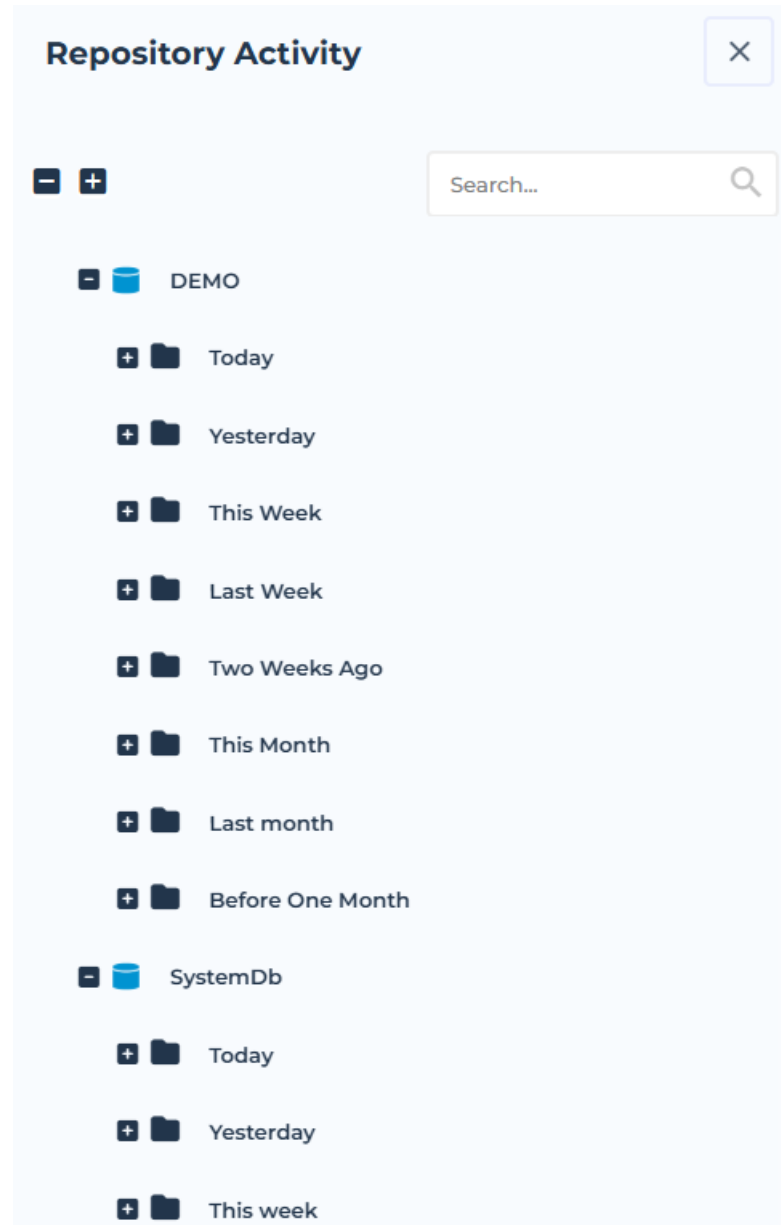 Repository Activity
Search...
DEMO
Today
Yesterday
This Week
Last Week
Two Weeks Ago
This Month
Last month
Before One Month
SystemDb
Today
Yesterday
This week